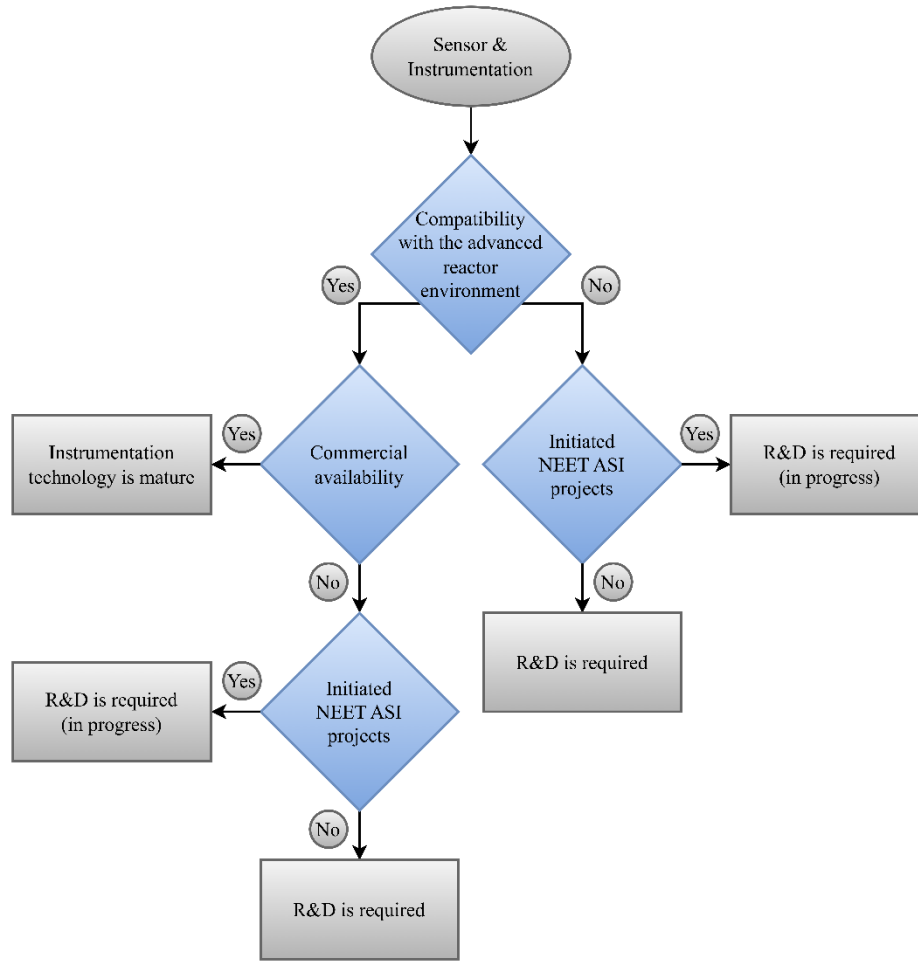 Sensor &
Instrumentation
Compatibility
with the advanced
reactor
environment
Yes
No
Instrumentation
technology is mature
Yes
Commercial
availability
Initiated
NEET ASI
projects
Yes
R&D is required
(in progress)
No
No
R&D is required
R&D is required
(in progress)
Yes
Initiated
NEET ASI
projects
No
R&D is required